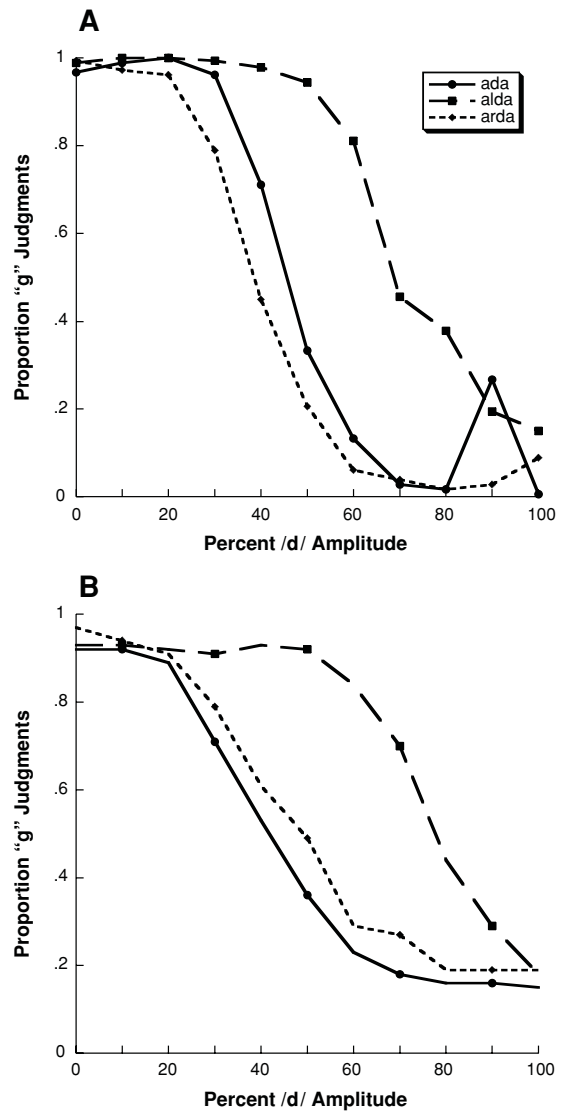 A
1
.8
.6
.4
.2
0
0
20
40
60
80
100
Proportion “g” Judgments
Percent /d/ Amplitude
ada
alda
arda
B
1
.8
.6
.4
.2
0
0
20
40
60
80
100
Proportion “g” Judgments
Percent /d/ Amplitude